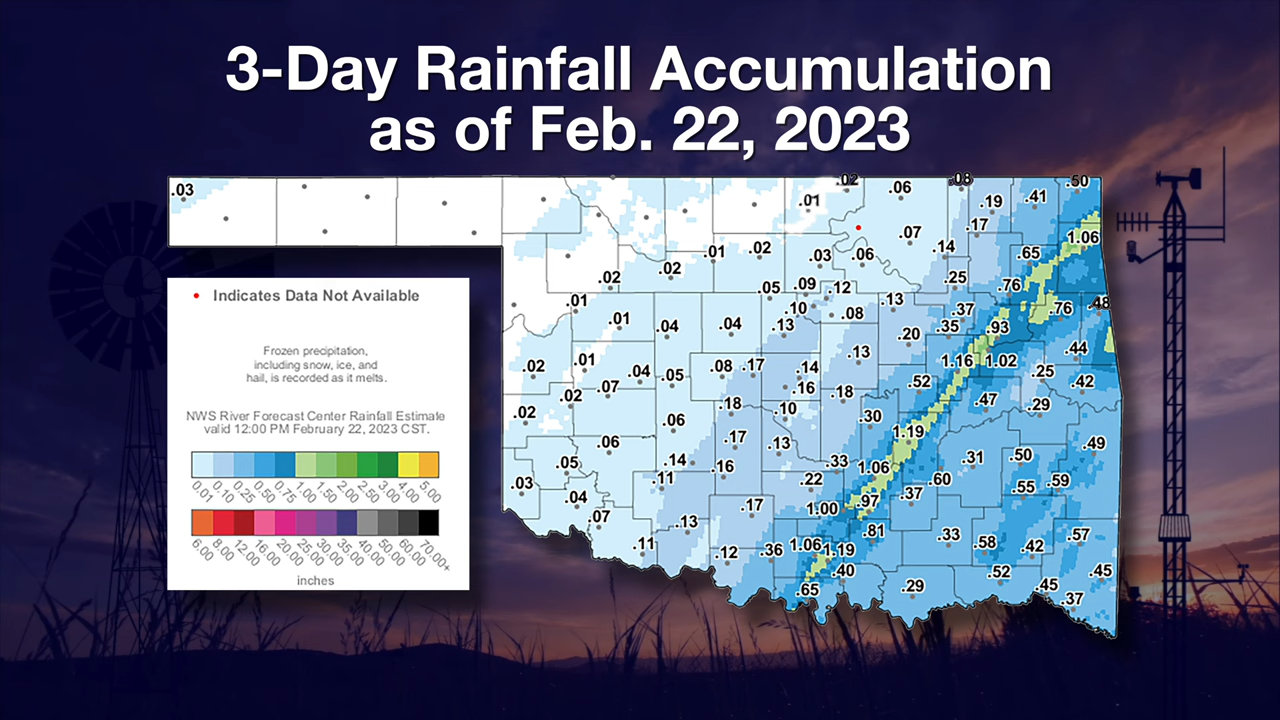 3-Day Rainfall Accumulation
as of Feb. 22, 2023
.03 .02 .06 .08 .50
.01 .19 .41
.07 .17 1.06
.01 .02 .03 .06 .14 .65
.02 .02 .05 .09 .12 .25 .76
.01 .10 .13 .37 .76 .48
.01 .04 .04 .13 .08 .20 .35 .93
.02 .01 .04 .05 .08 .17 .14 .13 1.16 1.02 .44
.02 .07 .16 .18 .52 .25 .42
.02 .06 .18 .10 .30 .47 .29
.06 .17 .13 1.19 .49
.05 .14 .16 .33 1.06 .31 .50
.03 .11 .22 .60 .59
.04 .17 1.00 .97 .37 .55
.07 .13 .81 .33 .57
.11 .12 .36 1.06 1.19 .58 .42
.65 .40 .29 .52 .45 .45
.37
Indicates Data Not Available
Frozen precipitation,
including snow, ice, and
hail, is recorded as it melts.
NWS River Forecast Center Rainfall Estimate
valid 12:00 PM February 22, 2023 CST.
0.01 0.10 0.25 0.50 0.75 1.00 1.50 2.00 2.50 3.00 4.00 5.00
6.00 8.00 12.00 16.00 20.00 25.00 30.00 35.00 40.00 50.00 60.00 70.00+
inches